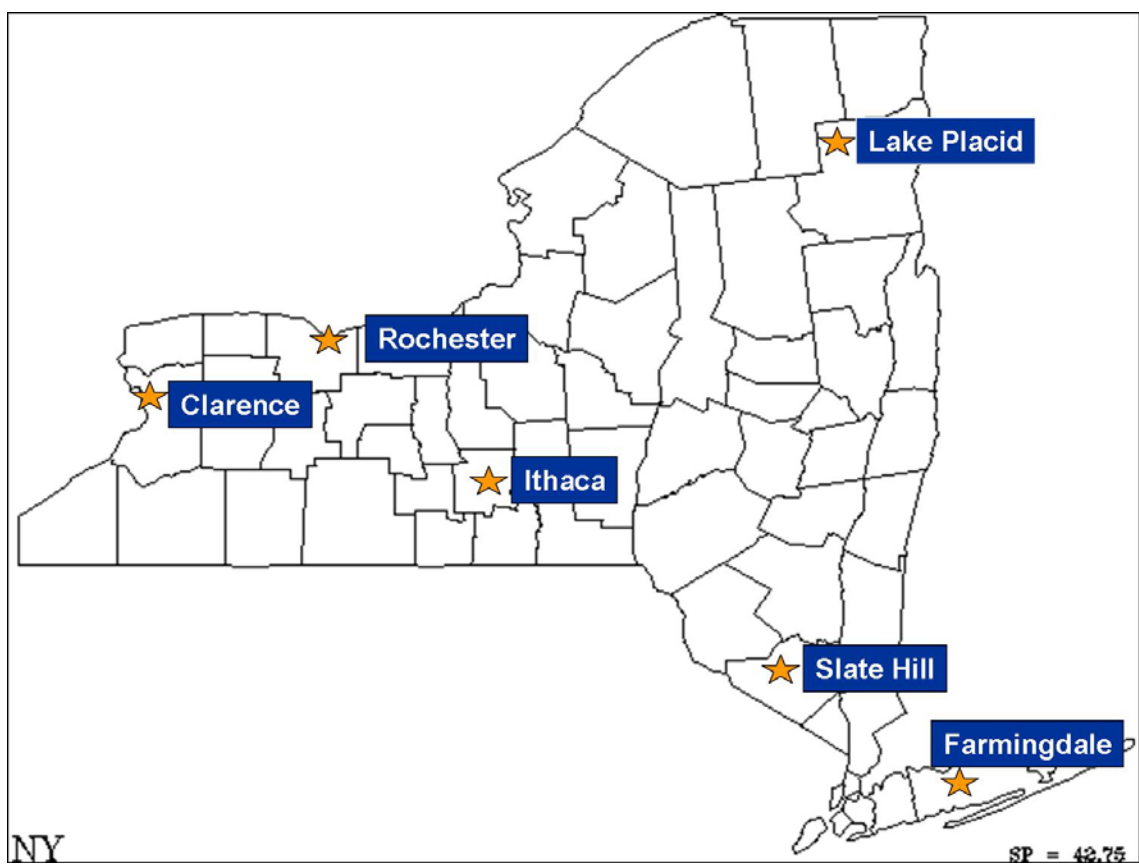 Lake Placid
Rochester
Clarence
Ithaca
Slate Hill
Farmingdale
NY
SP = 42.75